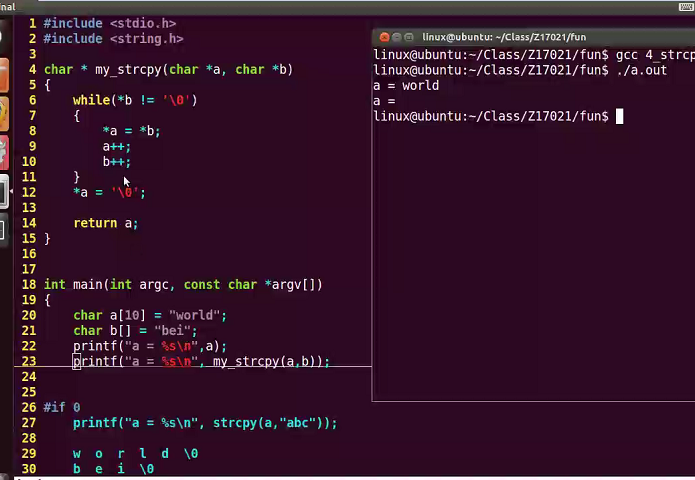 nal
1 #include <stdio.h>
2 #include <string.h>
3
4 char * my_strcpy(char *a, char *b)
5 {
6 while(*b != '\0')
7 {
8 *a = *b;
9 a++;
10 b++;
11 }
12 *a = '\0';
13
14 return a;
15 }
16
17
18 int main(int argc, const char *argv[])
19 {
20 char a[10] = "world";
21 char b[] = "bei";
22 printf("a = %s\n",a);
23 printf("a = %s\n", my_strcpy(a,b));
24
25
26 #if 0
27 printf("a = %s\n", strcpy(a,"abc"));
28
29 w o r l d \0
30 b e i \0
linux@ubuntu: ~/Class/Z17021/fun
linux@ubuntu:~/Class/Z17021/fun$ gcc 4_strcp
linux@ubuntu:~/Class/Z17021/fun$ ./a.out
a = world
a =
linux@ubuntu:~/Class/Z17021/fun$